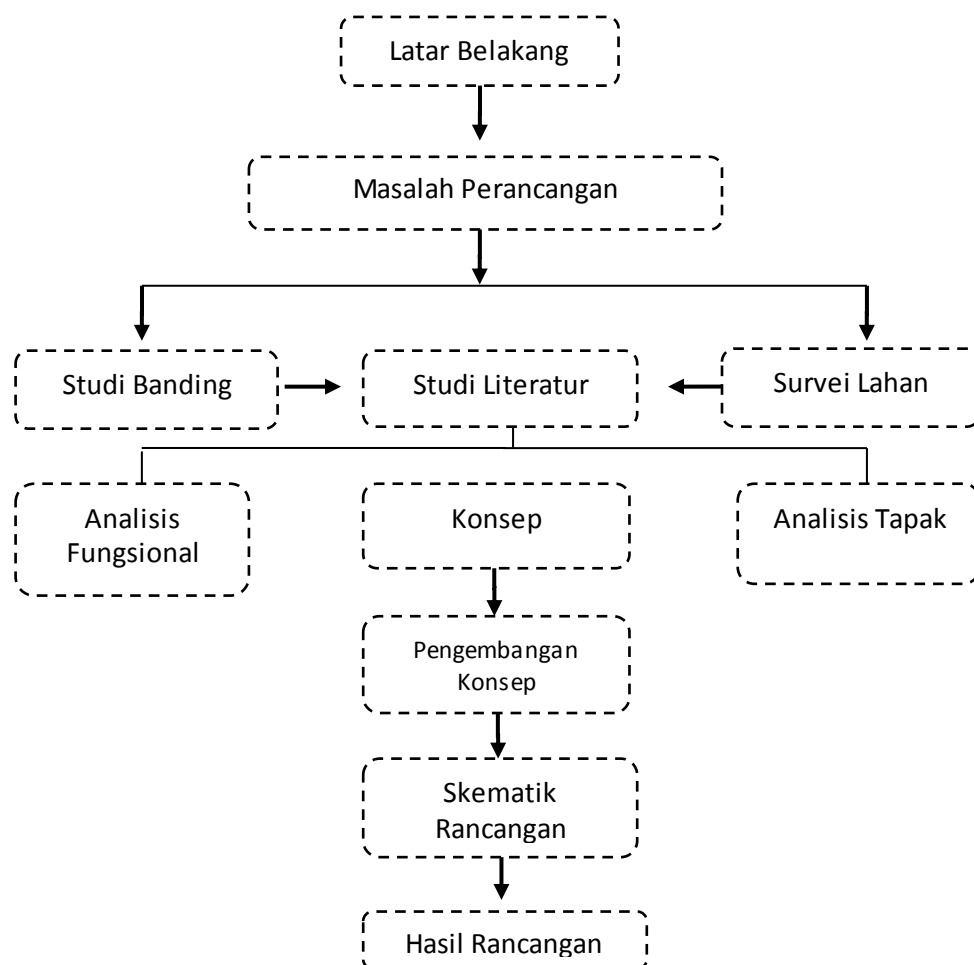 Latar Belakang
Masalah Perancangan
Studi Banding
Studi Literatur
Survei Lahan
Analisis
Fungsional
Konsep
Analisis Tapak
Pengembangan
Konsep
Skematik
Rancangan
Hasil Rancangan